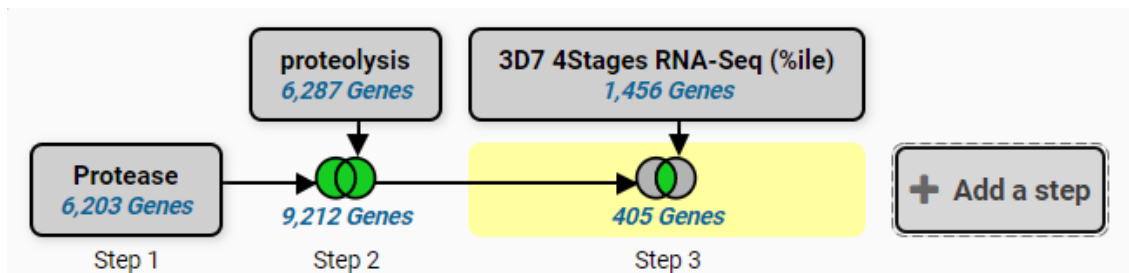 proteolysis
6,287 Genes
3D7 4Stages RNA-Seq (%ile)
1,456 Genes
Protease
6,203 Genes
9,212 Genes
405 Genes
+ Add a step
Step 1
Step 2
Step 3